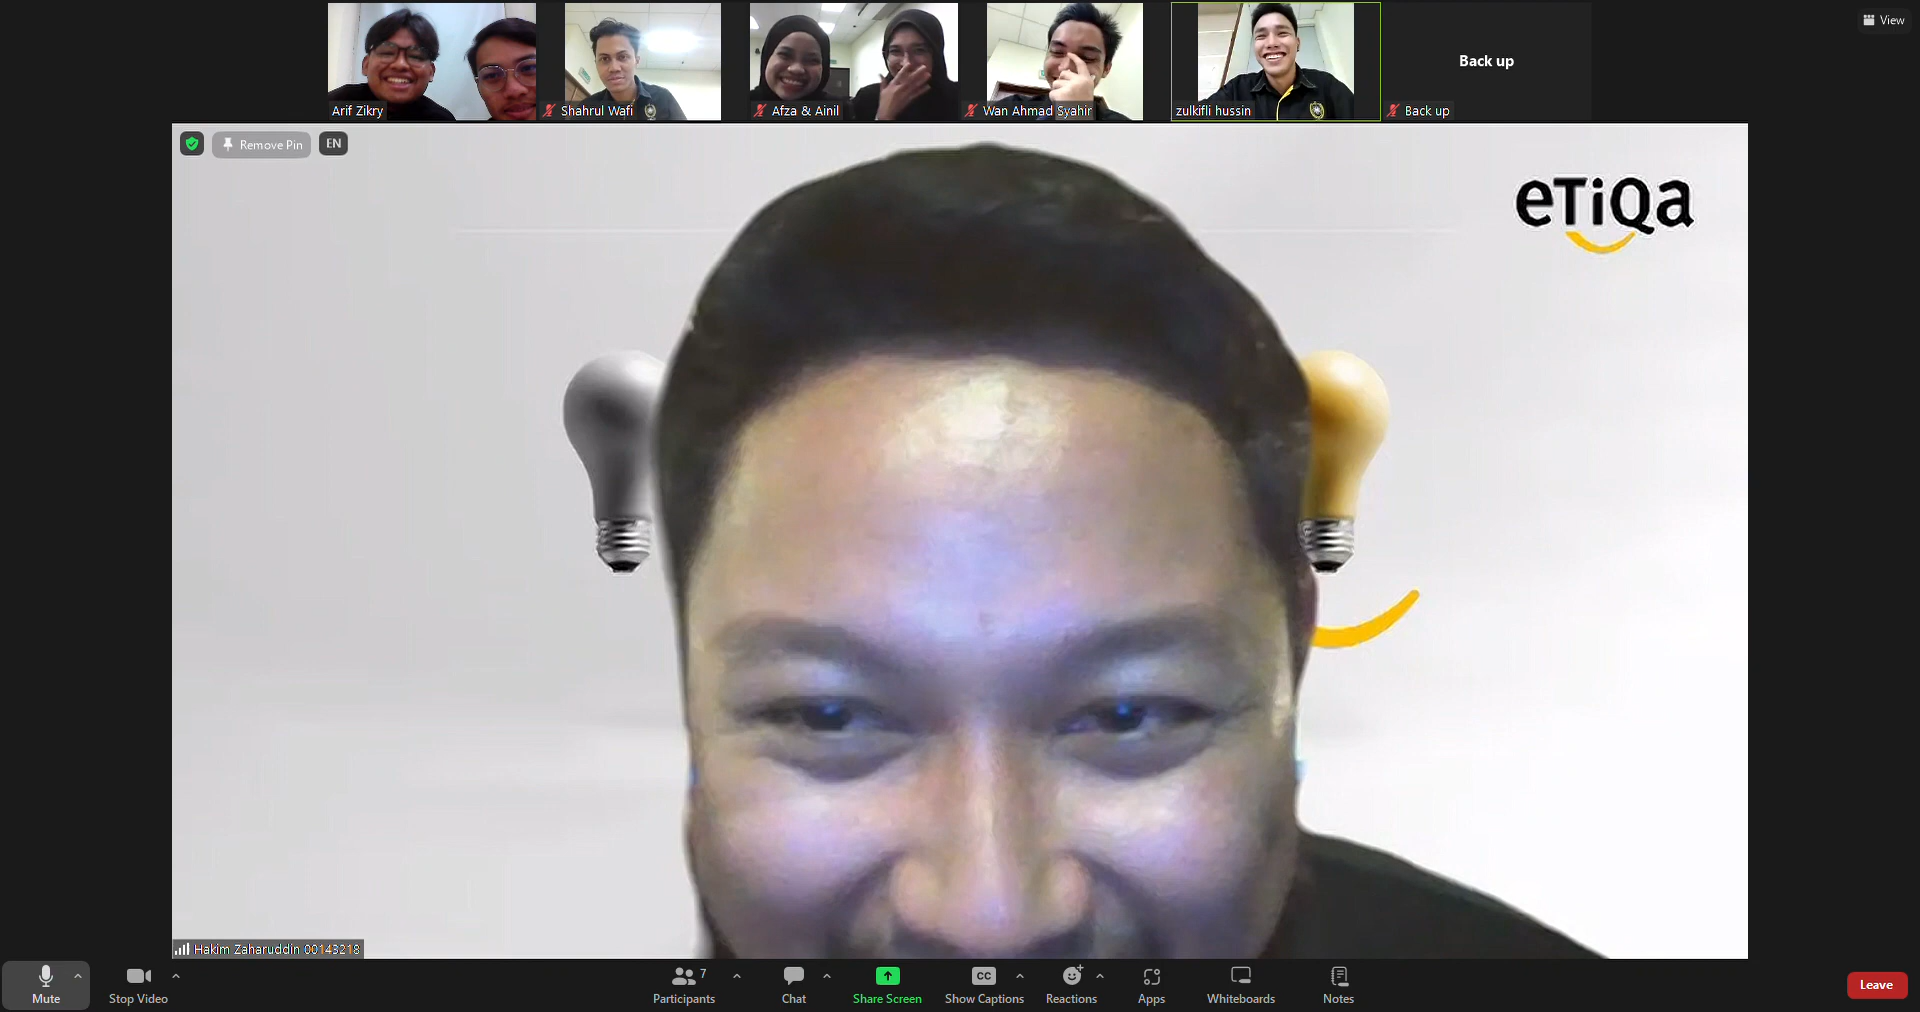 Back up
View
Arif Zikry
Shahrul Wafi
Afza & Ainil
Wan Ahmad Syahir
zulkifli hussin
Back up
Remove Pin
EN
eTiQa
Hakim Zaharuddin 00143218
Mute
Stop Video
Participants
7
Chat
Share Screen
CC
Show Captions
Reactions
Apps
Whiteboards
Notes
Leave